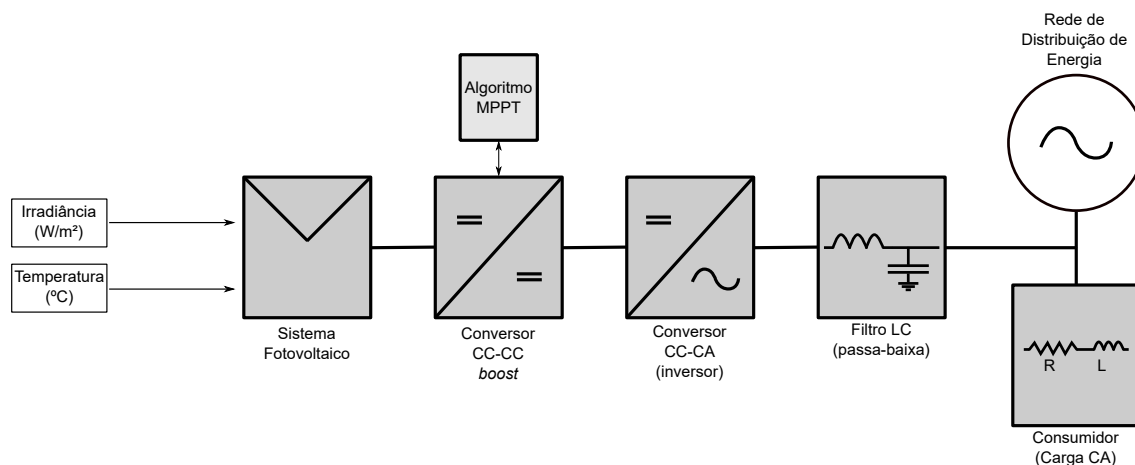 Rede de
Distribuição de
Energia
Algoritmo
MPPT
Irradiância
(W/m²)
Temperatura
(ºC)
Sistema
Fotovoltaico
Conversor
CC-CC
boost
Conversor
CC-CA
(inversor)
Filtro LC
(passa-baixa)
R L
Consumidor
(Carga CA)